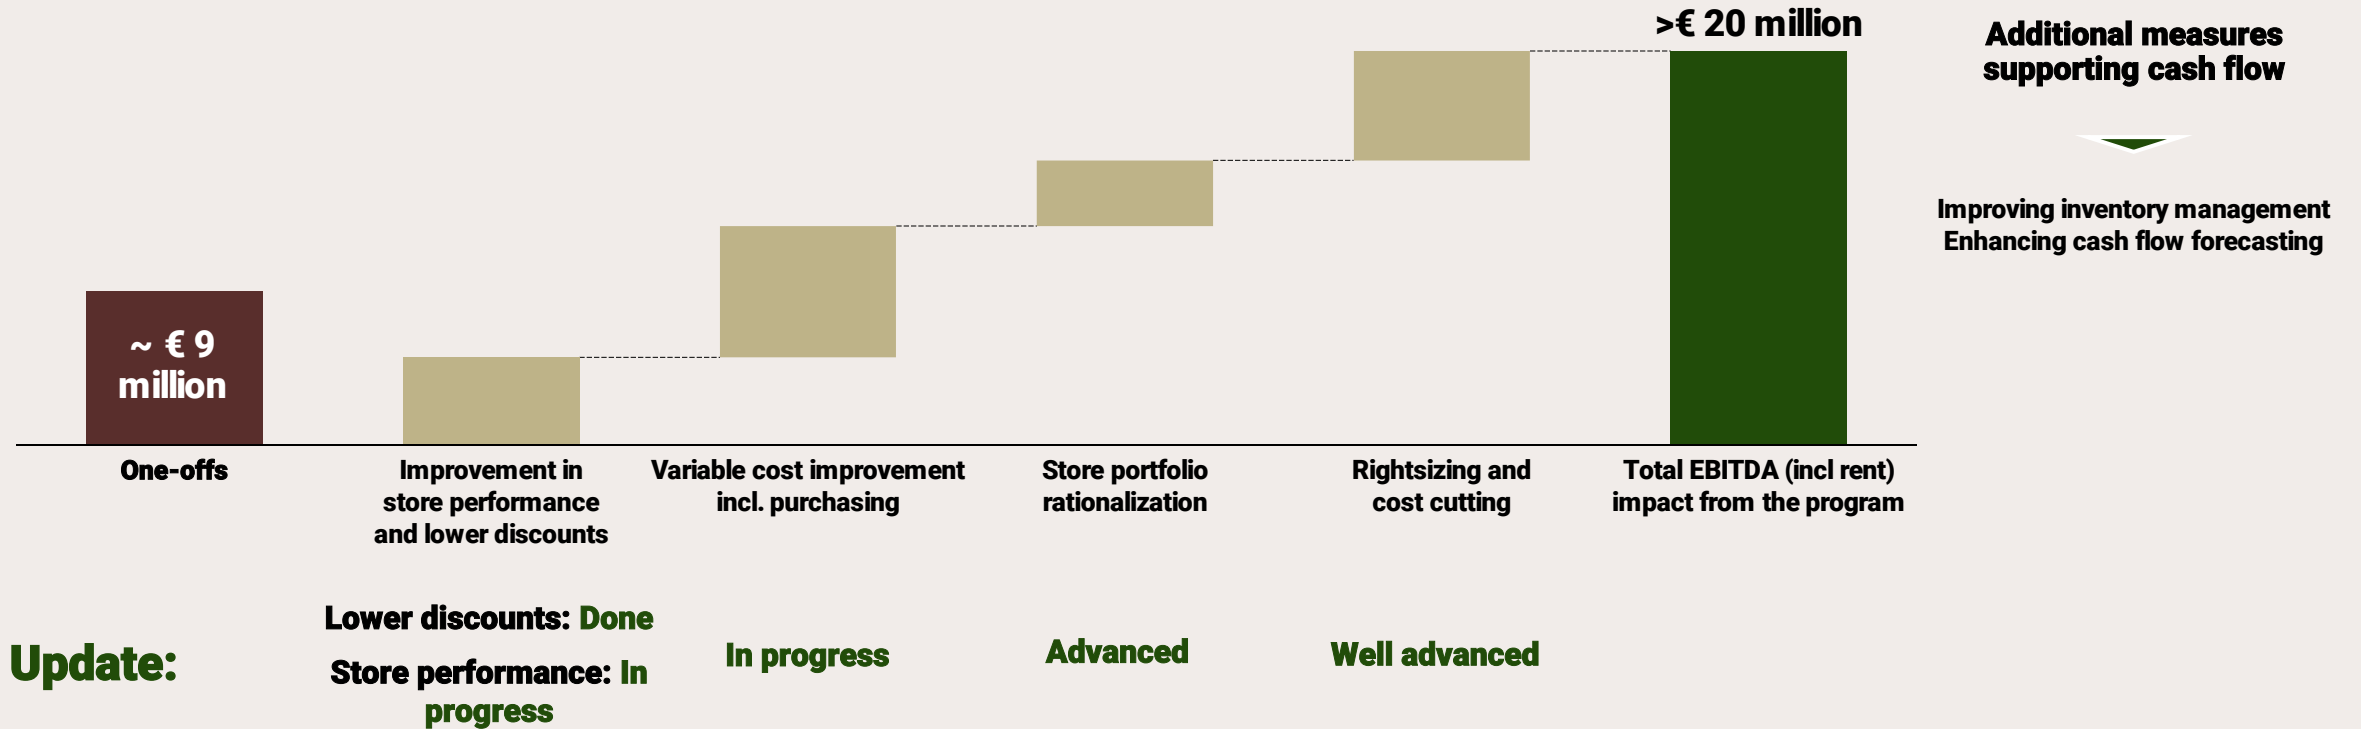 >€ 20 million
Additional measures
supporting cash flow
Improving inventory management
Enhancing cash flow forecasting
~ € 9
million
One-offs
Improvement in
store performance
and lower discounts
Variable cost improvement
incl. purchasing
Store portfolio
rationalization
Rightsizing and
cost cutting
Total EBITDA (incl rent)
impact from the program
Update:
Lower discounts: Done
Store performance: In
progress
In progress
Advanced
Well advanced